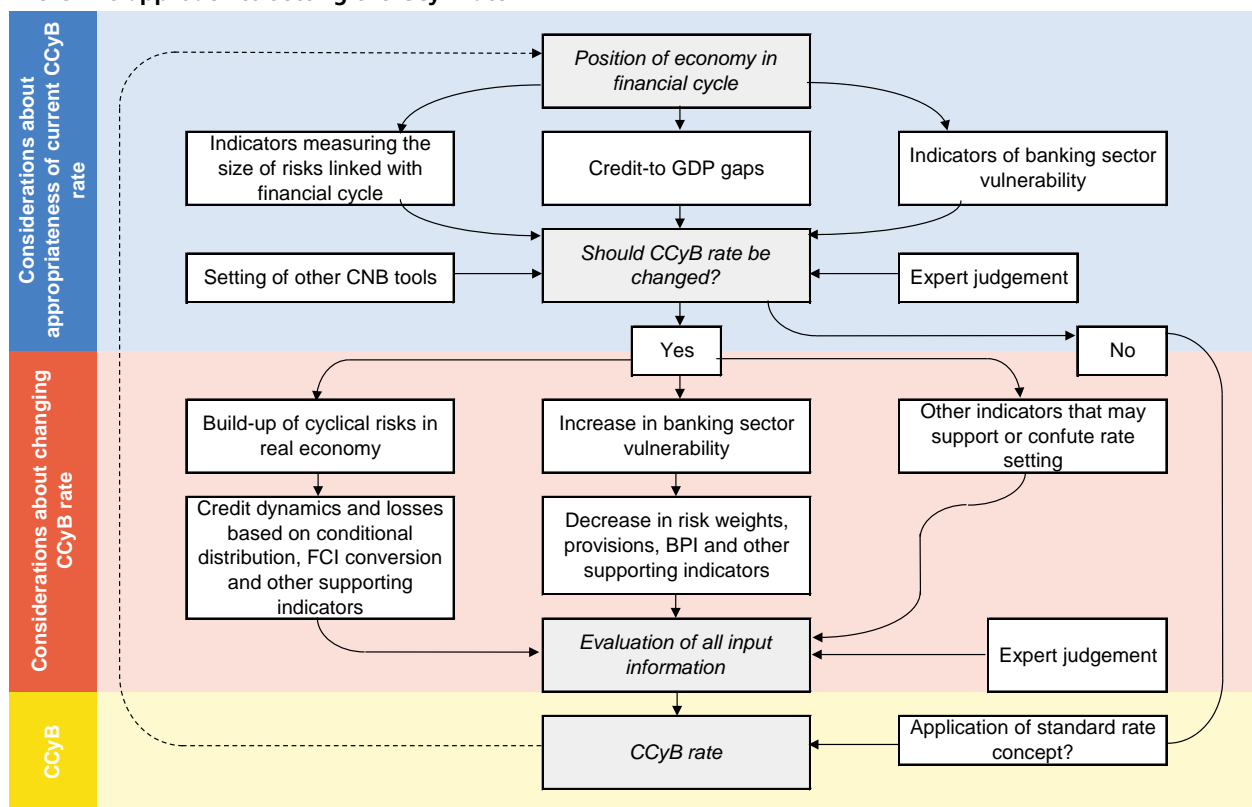 Considerations about
appropriateness of current CCyB
rate
Position of economy in
financial cycle
Indicators measuring the
size of risks linked with
financial cycle
Credit-to GDP gaps
Indicators of banking sector
vulnerability
Should CCyB rate be
changed?
Setting of other CNB tools
Expert judgement
Yes
No
Considerations about changing
CCyB rate
Build-up of cyclical risks in
real economy
Increase in banking sector
vulnerability
Other indicators that may
support or confute rate
setting
Credit dynamics and losses
based on conditional
distribution, FCI conversion
and other supporting
indicators
Decrease in risk weights,
provisions, BPI and other
supporting indicators
Evaluation of all input
information
Expert judgement
CCyB
CCyB rate
Application of standard rate
concept?